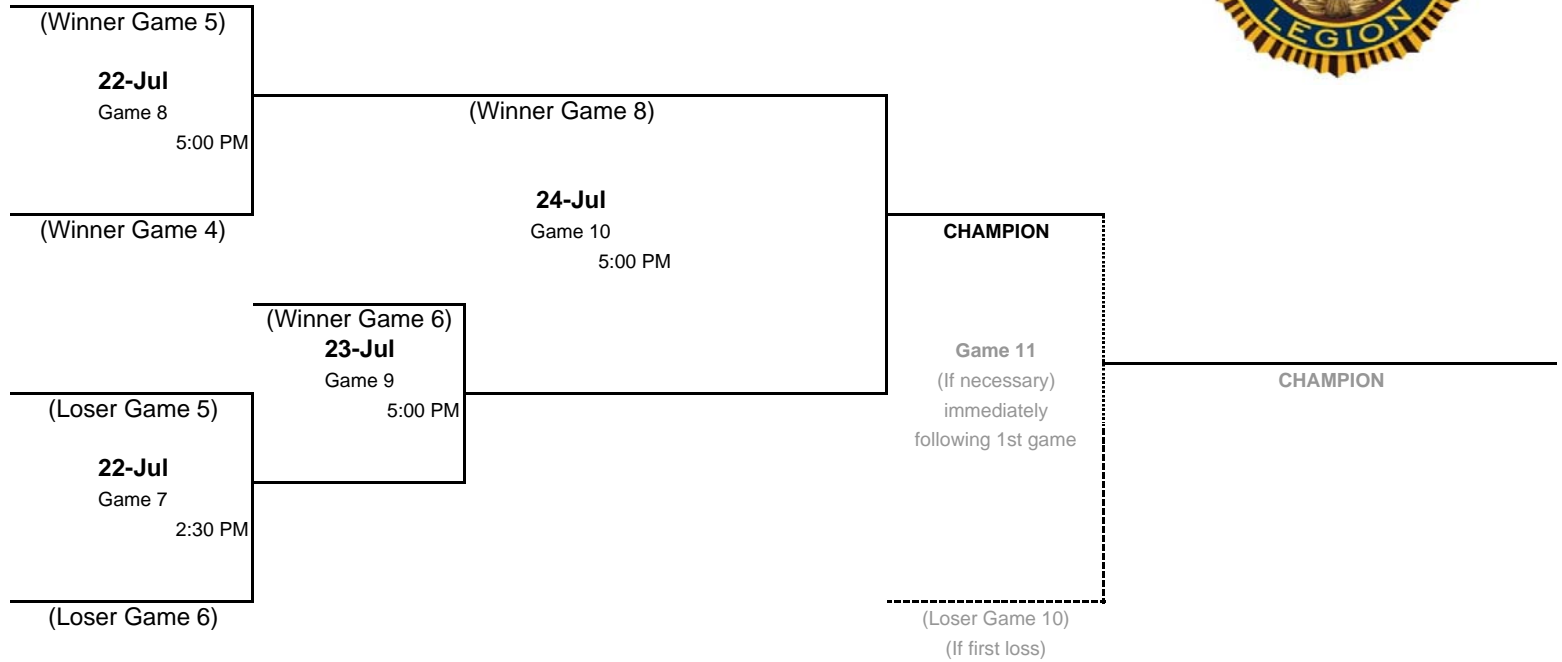 LEGION
(Winner Game 5)
22-Jul
Game 8
5:00 PM
(Winner Game 4)
(Winner Game 8)
24-Jul
Game 10
5:00 PM
(Winner Game 6)
23-Jul
Game 9
5:00 PM
(Loser Game 5)
22-Jul
Game 7
2:30 PM
(Loser Game 6)
CHAMPION
Game 11
(If necessary)
immediately
following 1st game
(Loser Game 10)
(If first loss)
CHAMPION